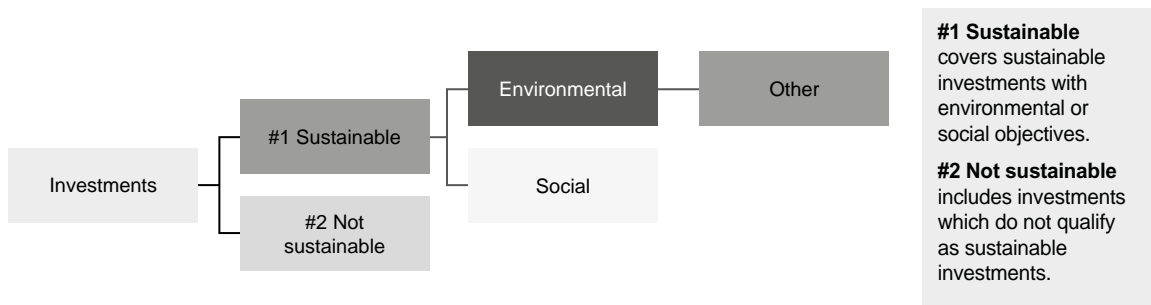 Investments
#1 Sustainable
#2 Not
sustainable
Environmental
Social
Other
#1 Sustainable
covers sustainable
investments with
environmental or
social objectives.
#2 Not sustainable
includes investments
which do not qualify
as sustainable
investments.